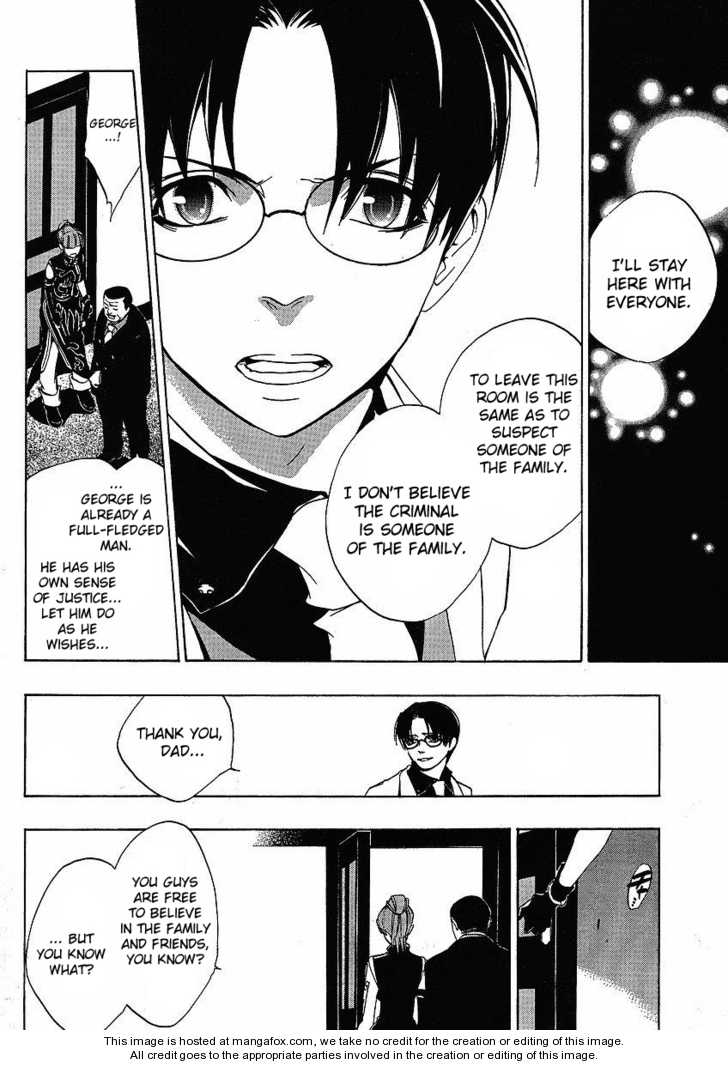 I'LL STAY
HERE WITH
EVERYONE.
TO LEAVE THIS
ROOM IS THE
SAME AS TO
SUSPECT
SOMEONE OF
THE FAMILY.
I DON'T BELIEVE
THE CRIMINAL
IS SOMEONE
OF THE FAMILY.
GEORGE
...!
...
GEORGE IS
ALREADY A
FULL-FLEDGED
MAN.
HE HAS HIS
OWN SENSE
OF JUSTICE...
LET HIM DO
AS HE
WISHES...
THANK YOU,
DAD...
YOU GUYS
ARE FREE
TO BELIEVE
IN THE FAMILY
AND FRIENDS,
YOU KNOW?
... BUT
YOU KNOW
WHAT?
This image is hosted at mangafox.com, we take no credit for the creation or editing of this image.
All credit goes to the appropriate parties involved in the creation or editing of this image.